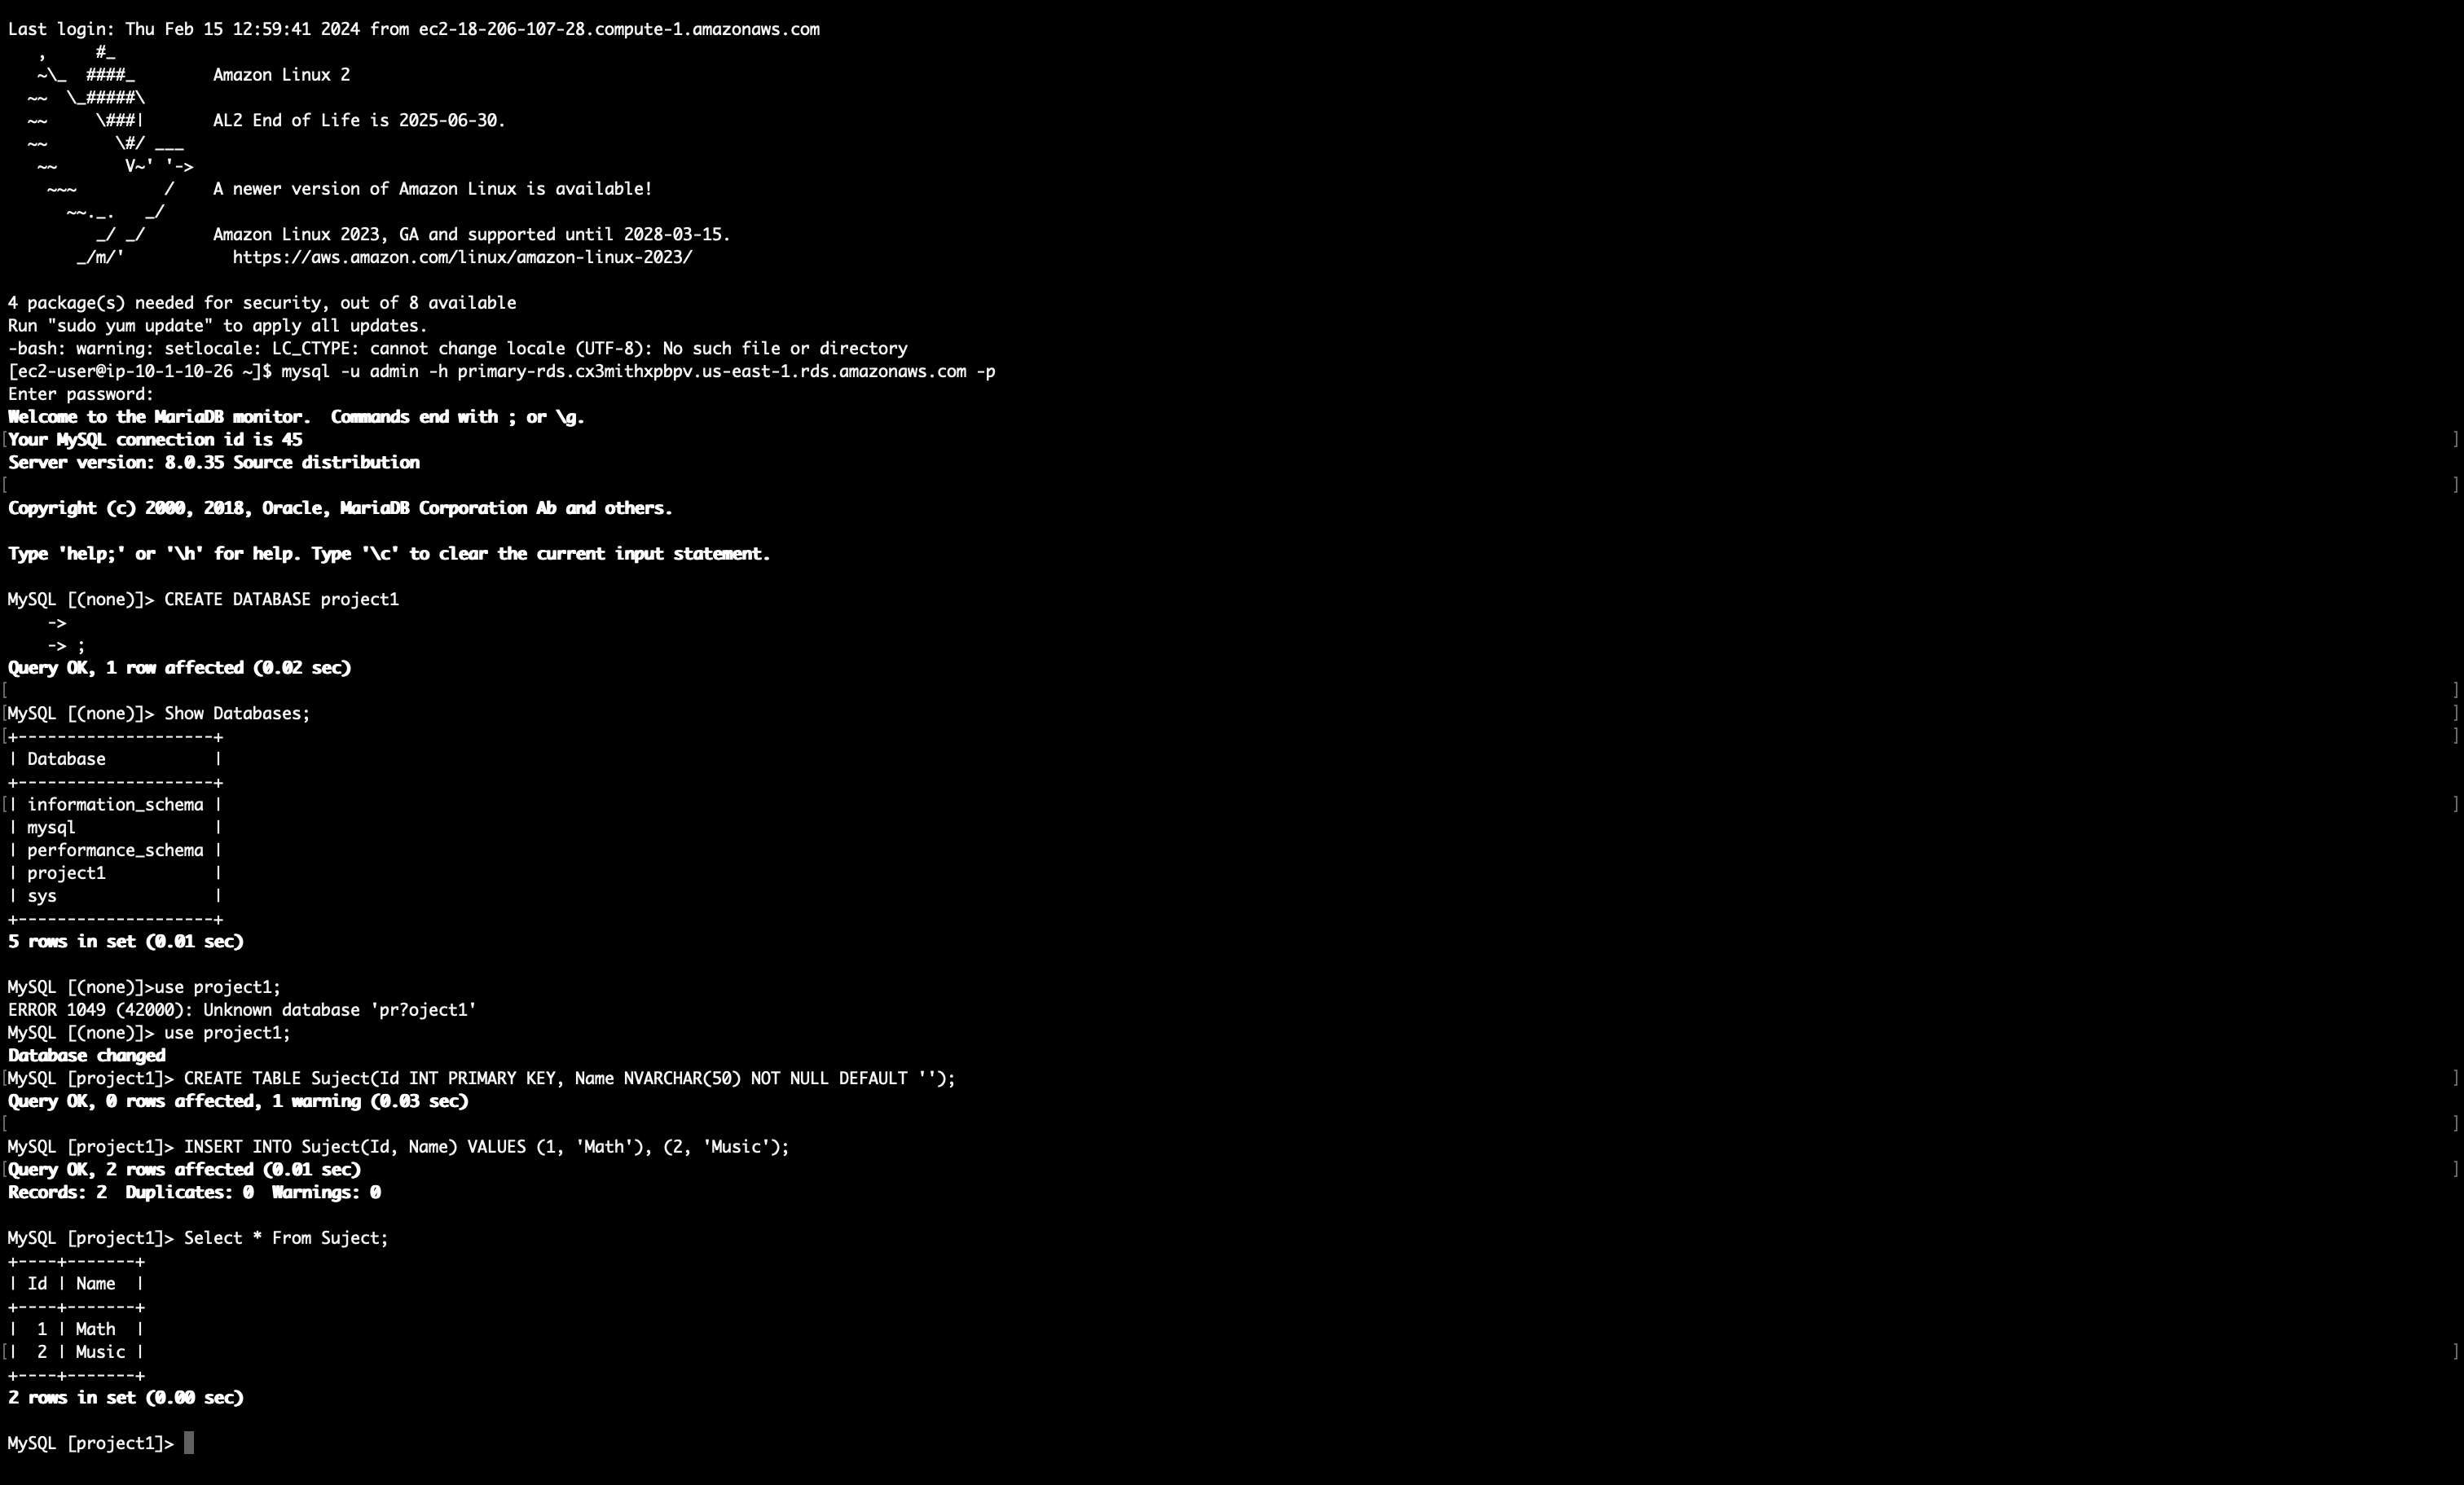 Last login: Thu Feb 15 12:59:41 2024 from ec2-18-206-107-28.compute-1.amazonaws.com
   ,     #_
   ~\_  ####_        Amazon Linux 2
  ~~  \_#####\
  ~~     \###|       AL2 End of Life is 2025-06-30.
  ~~       \#/ ___
   ~~       V~' '->
    ~~~         /    A newer version of Amazon Linux is available!
      ~~._.   _/
         _/ _/       Amazon Linux 2023, GA and supported until 2028-03-15.
       _/m/'           https://aws.amazon.com/linux/amazon-linux-2023/

4 package(s) needed for security, out of 8 available
Run "sudo yum update" to apply all updates.
-bash: warning: setlocale: LC_CTYPE: cannot change locale (UTF-8): No such file or directory
[ec2-user@ip-10-1-10-26 ~]$ mysql -u admin -h primary-rds.cx3mithxpbpv.us-east-1.rds.amazonaws.com -p
Enter password:
Welcome to the MariaDB monitor.  Commands end with ; or \g.
[Your MySQL connection id is 45 ]
Server version: 8.0.35 Source distribution
[ ]
Copyright (c) 2000, 2018, Oracle, MariaDB Corporation Ab and others.

Type 'help;' or '\h' for help. Type '\c' to clear the current input statement.

MySQL [(none)]> CREATE DATABASE project1
    ->
    -> ;
Query OK, 1 row affected (0.02 sec)
[ ]
[MySQL [(none)]> Show Databases; ]
[+--------------------+ ]
| Database           |
+--------------------+
[| information_schema | ]
| mysql              |
| performance_schema |
| project1           |
| sys                |
+--------------------+
5 rows in set (0.01 sec)

MySQL [(none)]>use project1;
ERROR 1049 (42000): Unknown database 'pr?oject1'
MySQL [(none)]> use project1;
Database changed
[MySQL [project1]> CREATE TABLE Suject(Id INT PRIMARY KEY, Name NVARCHAR(50) NOT NULL DEFAULT ''); ]
Query OK, 0 rows affected, 1 warning (0.03 sec)
[ ]
MySQL [project1]> INSERT INTO Suject(Id, Name) VALUES (1, 'Math'), (2, 'Music');
[Query OK, 2 rows affected (0.01 sec) ]
Records: 2  Duplicates: 0  Warnings: 0

MySQL [project1]> Select * From Suject;
+----+-------+
| Id | Name  |
+----+-------+
|  1 | Math  |
[|  2 | Music | ]
+----+-------+
2 rows in set (0.00 sec)

MySQL [project1]>